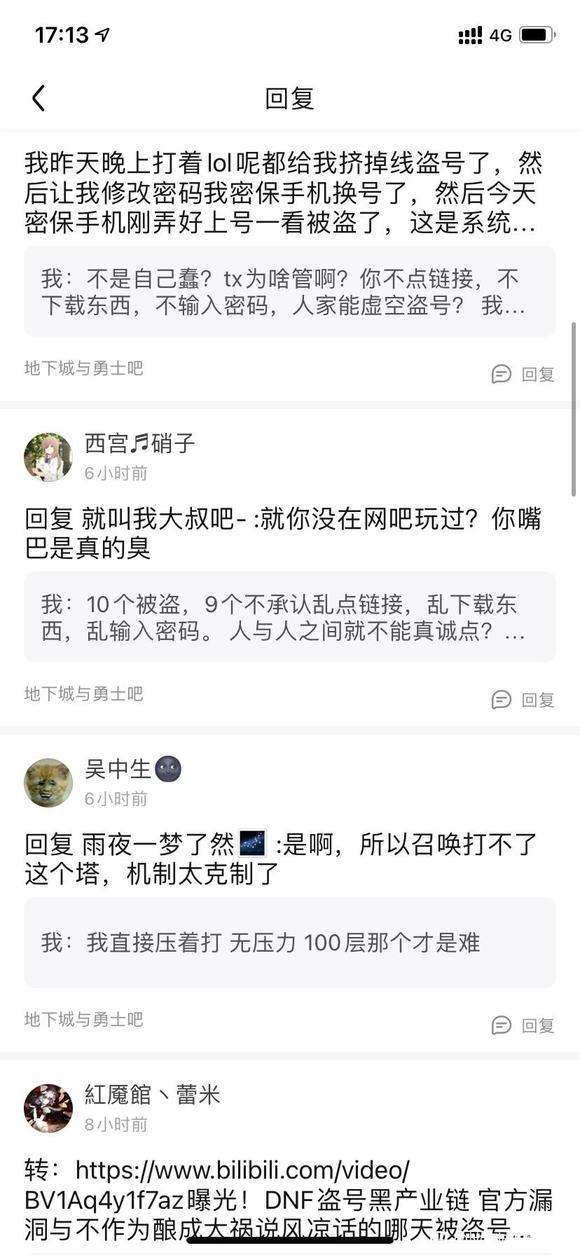 17:13
4G
回复
我昨天晚上打着lol呢都给我挤掉线盗号了，然
后让我修改密码我密保手机换号了，然后今天
密保手机刚弄好上号一看被盗了，这是系统...
我：不是自己蠢？tx为啥管啊？你不点链接，不
下载东西，不输入密码，人家能虚空盗号？ 我...
地下城与勇士吧
回复
西宫♬硝子
6小时前
回复 就叫我大叔吧- :就你没在网吧玩过？你嘴
巴是真的臭
我：10个被盗，9个不承认乱点链接，乱下载东
西，乱输入密码。 人与人之间就不能真诚点？ ...
地下城与勇士吧
回复
吴中生🌚
6小时前
回复 雨夜一梦了然🌌 :是啊，所以召唤打不了
这个塔，机制太克制了
我：我直接压着打 无压力 100层那个才是难
地下城与勇士吧
回复
紅魇館丶蕾米
8小时前
转：https://www.bilibili.com/video/
BV1Aq4y1f7az曝光！DNF盗号黑产业链 官方漏
洞与不作为酿成大祸说风凉话的哪天被盗号...